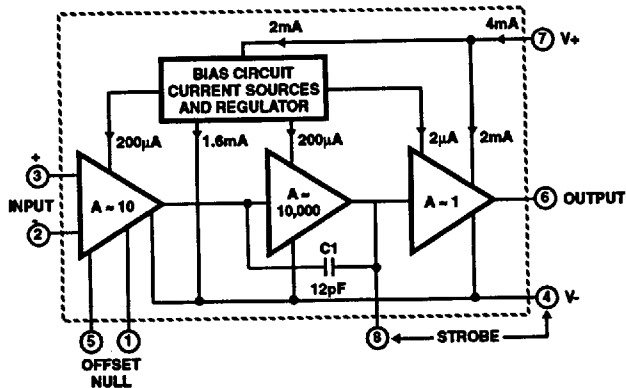 2mA
4mA
7
V+
BIAS CIRCUIT
CURRENT SOURCES
AND REGULATOR
200µA
1.6mA
200µA
2µA
2mA
+
3
INPUT
-
2
A ~ 10
A ~
10,000
A ~ 1
6
OUTPUT
C1
12pF
4
V-
5
1
OFFSET
NULL
8
STROBE